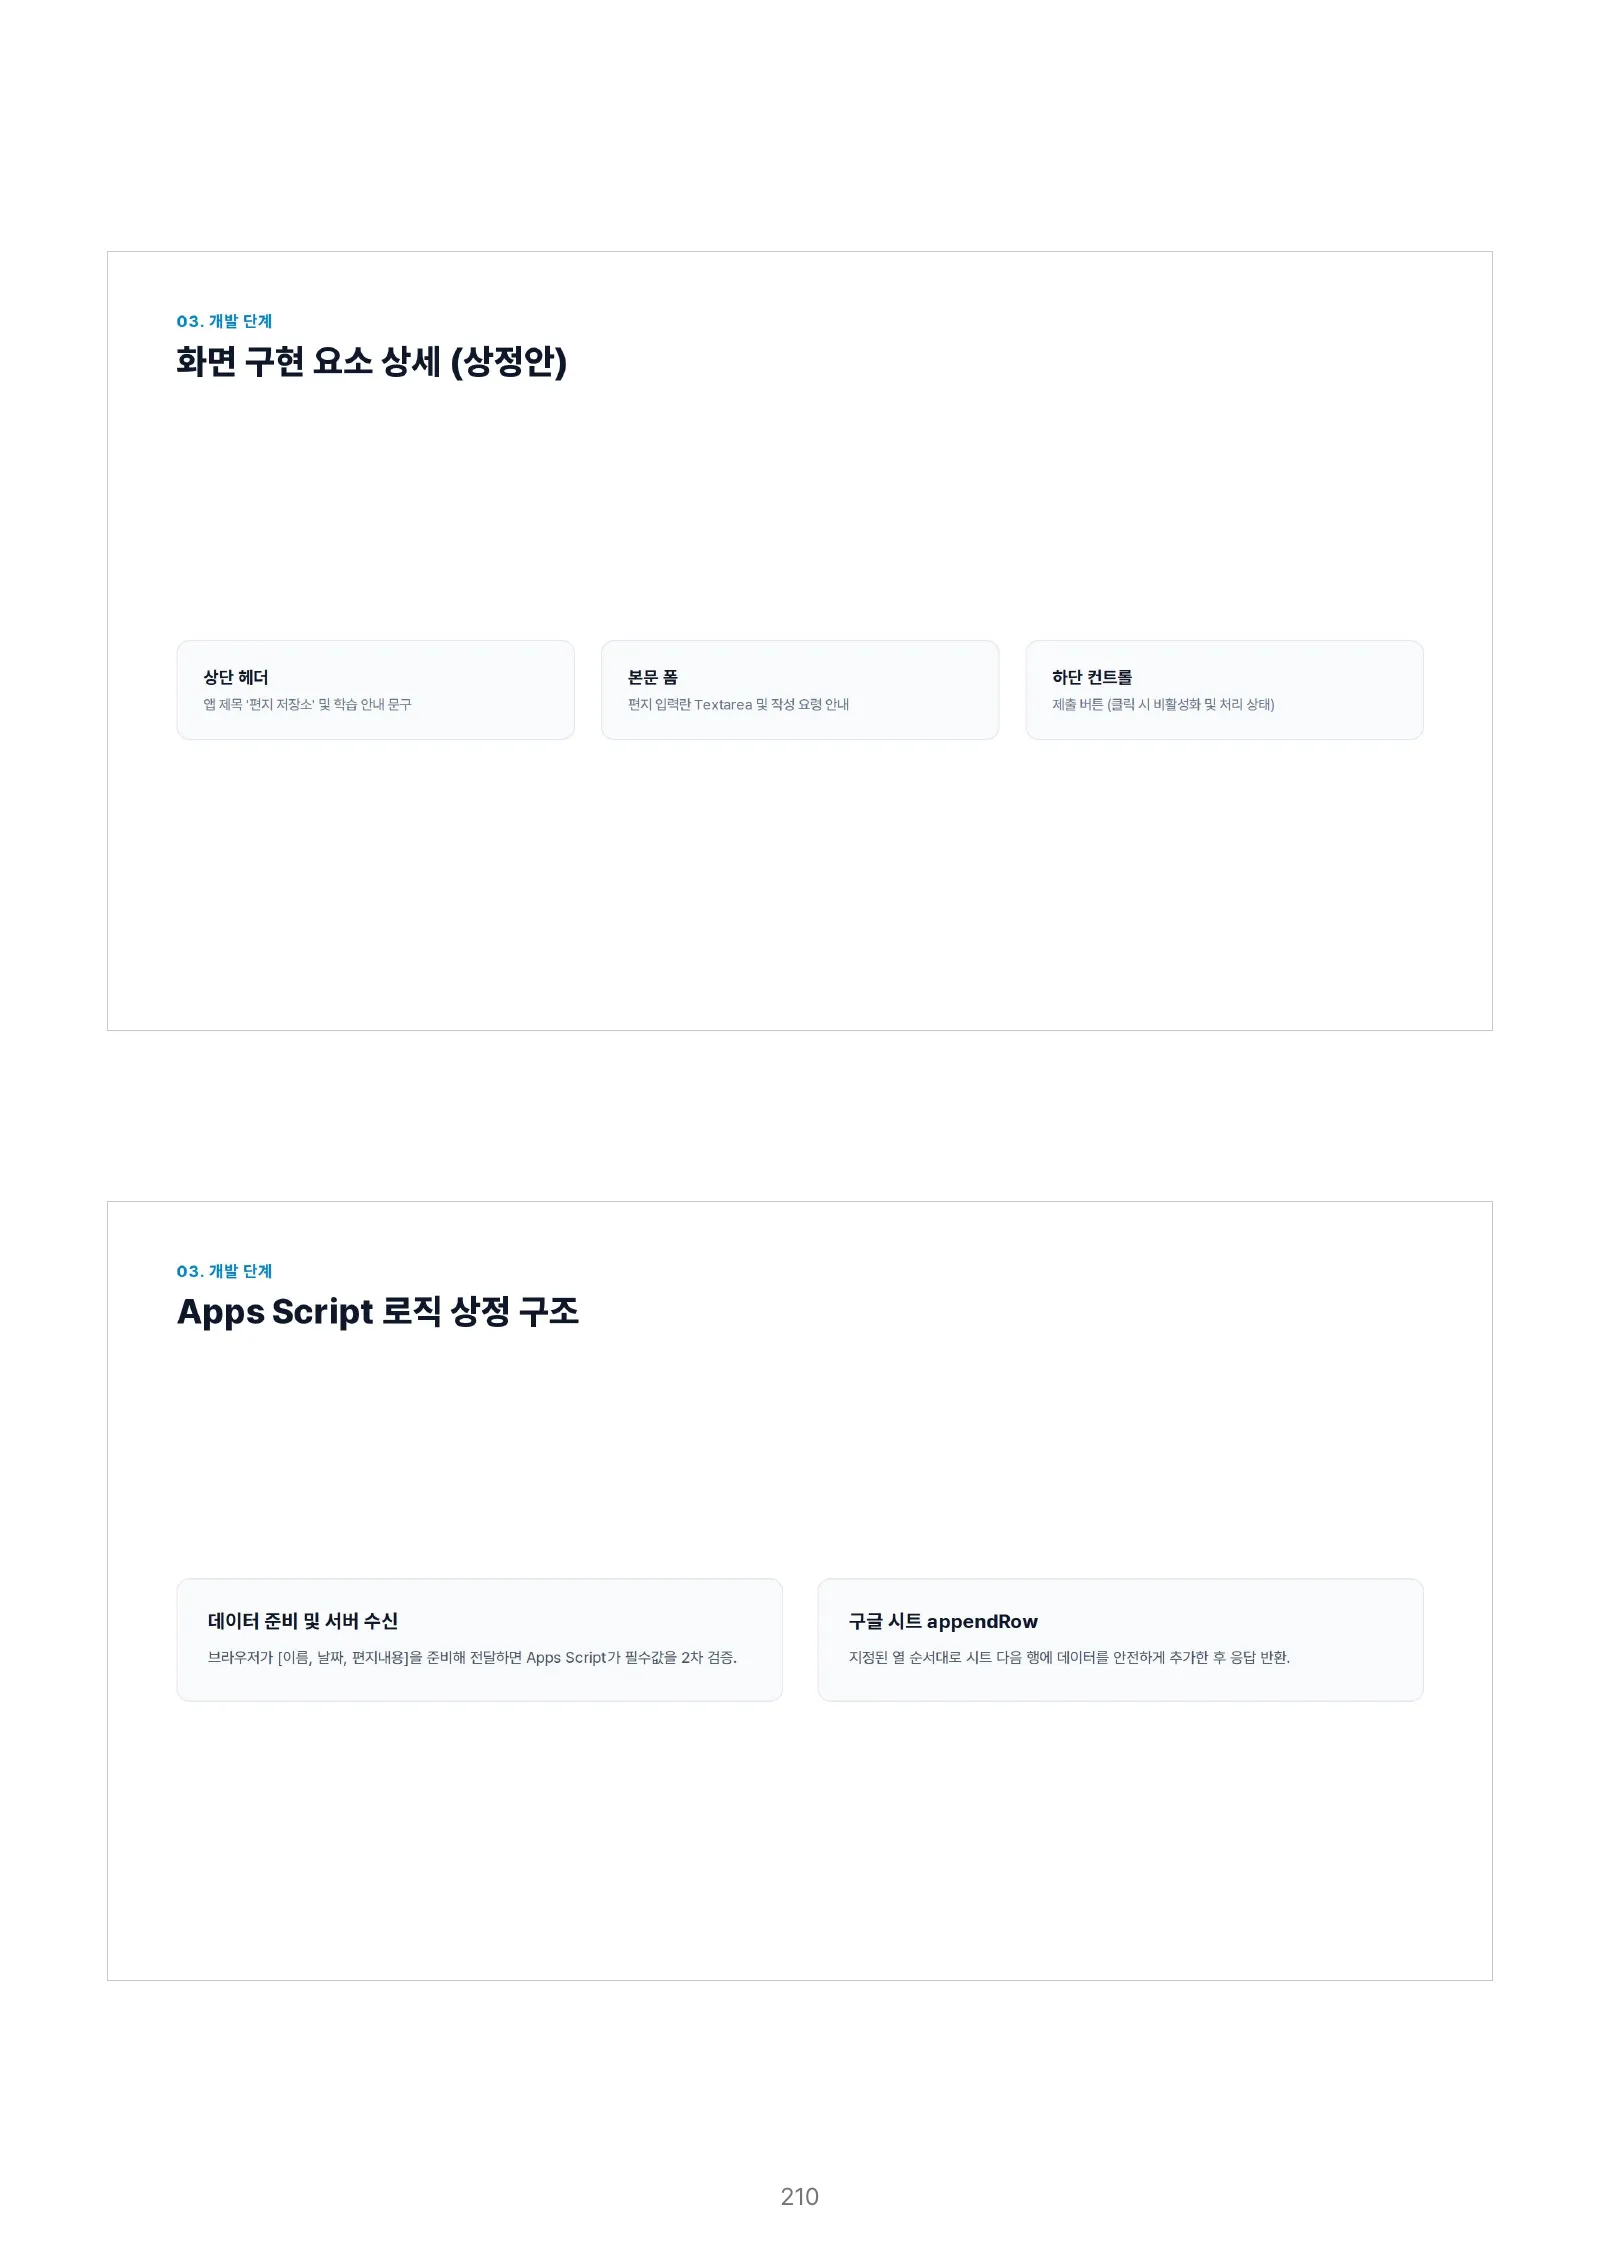 03. 개발 단계
화면 구현 요소 상세 (상정안)
상단 헤더
앱 제목 '편지 저장소' 및 학습 안내 문구
본문 폼
편지 입력란 Textarea 및 작성 요령 안내
하단 컨트롤
제출 버튼 (클릭 시 비활성화 및 처리 상태)
03. 개발 단계
Apps Script 로직 상정 구조
데이터 준비 및 서버 수신
브라우저가 [이름, 날짜, 편지내용]을 준비해 전달하면 Apps Script가 필수값을 2차 검증.
구글 시트 appendRow
지정된 열 순서대로 시트 다음 행에 데이터를 안전하게 추가한 후 응답 반환.
210